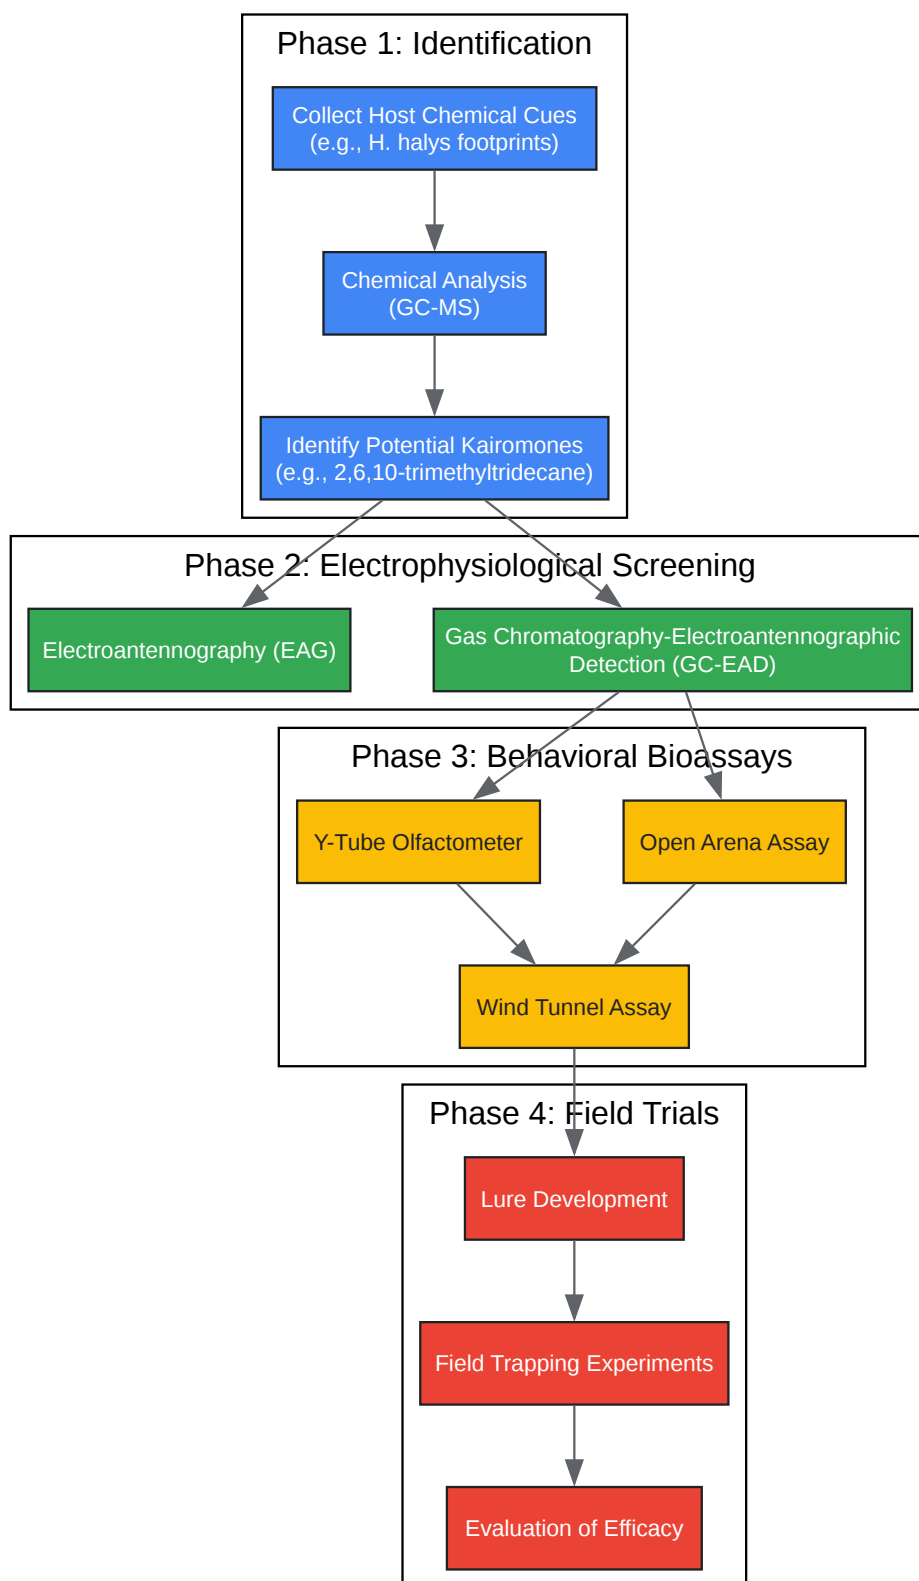 Phase 1: Identification
Collect Host Chemical Cues
(e.g., H. halys footprints)
Chemical Analysis
(GC-MS)
Identify Potential Kairomones
(e.g., 2,6,10-trimethyltridecane)
Phase 2: Electrophysiological Screening
Electroantennography (EAG)
Gas Chromatography-Electroantennographic
Detection (GC-EAD)
Phase 3: Behavioral Bioassays
Y-Tube Olfactometer
Open Arena Assay
Wind Tunnel Assay
Phase 4: Field Trials
Lure Development
Field Trapping Experiments
Evaluation of Efficacy